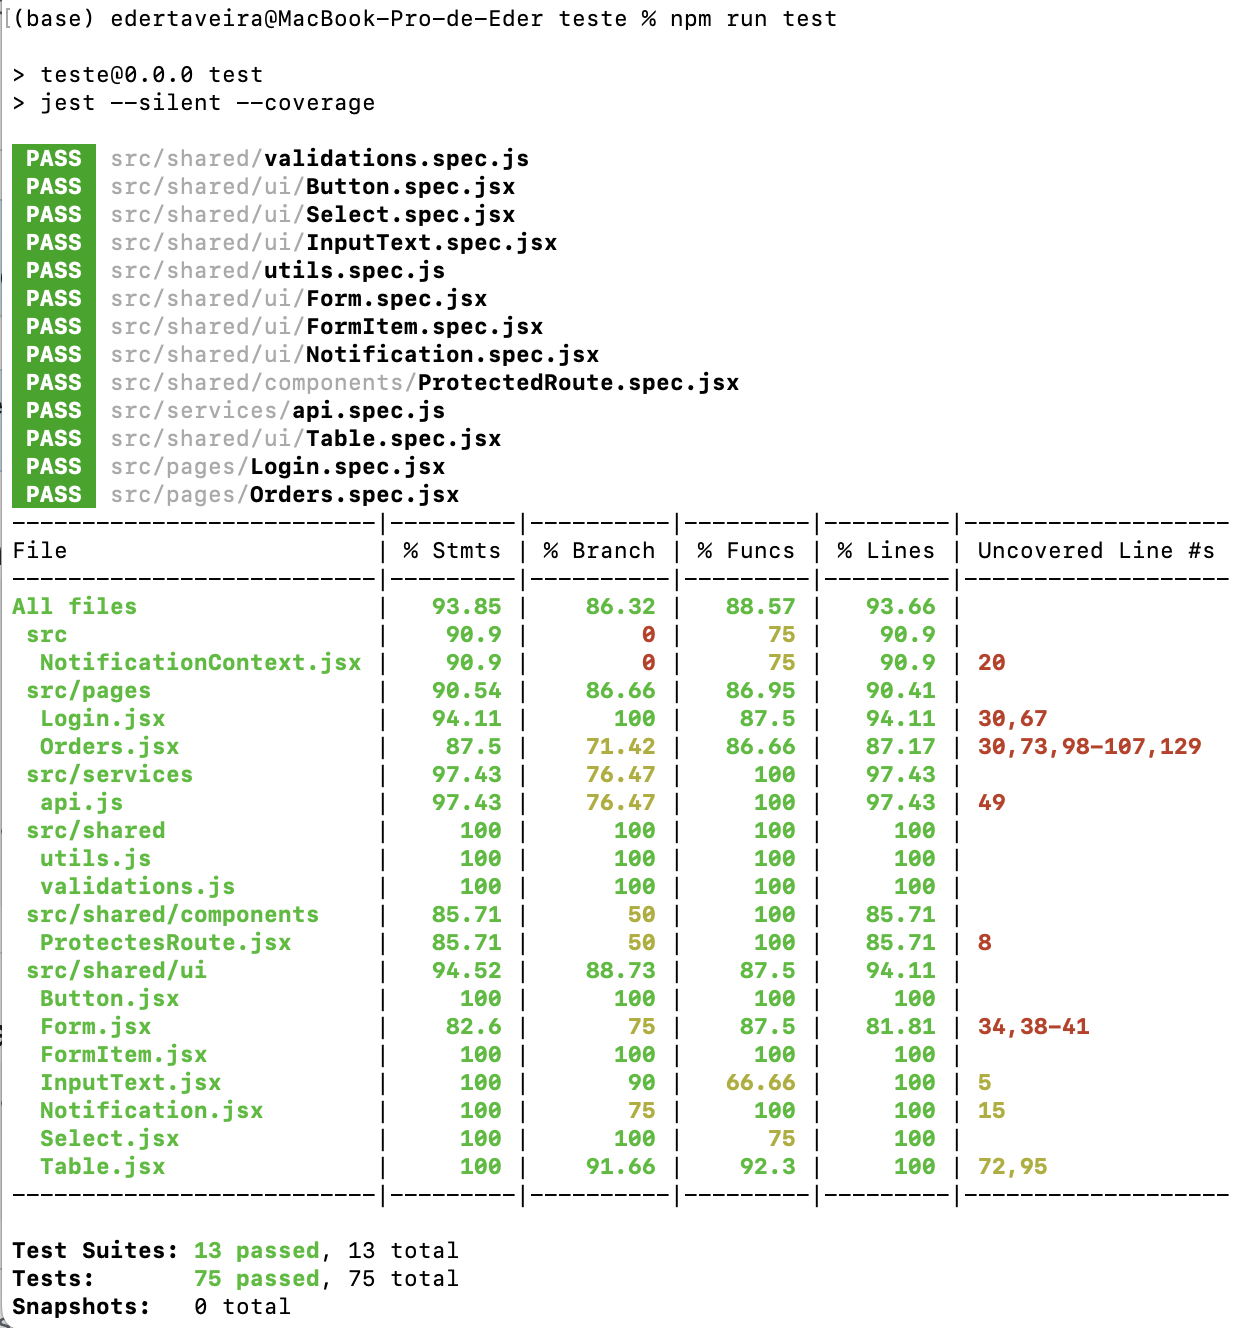 (base) edertaveira@MacBook-Pro-de-Eder teste % npm run test
> teste@0.0.0 test
> jest --silent --coverage
PASS src/shared/validations.spec.js
PASS src/shared/ui/Button.spec.jsx
PASS src/shared/ui/Select.spec.jsx
PASS src/shared/ui/InputText.spec.jsx
PASS src/shared/utils.spec.js
PASS src/shared/ui/Form.spec.jsx
PASS src/shared/ui/FormItem.spec.jsx
PASS src/shared/ui/Notification.spec.jsx
PASS src/shared/components/ProtectedRoute.spec.jsx
PASS src/services/api.spec.js
PASS src/shared/ui/Table.spec.jsx
PASS src/pages/Login.spec.jsx
PASS src/pages/Orders.spec.jsx
--------------------------|---------|----------|---------|---------|-------------------
File | % Stmts | % Branch | % Funcs | % Lines | Uncovered Line #s
--------------------------|---------|----------|---------|---------|-------------------
All files | 93.85 | 86.32 | 88.57 | 93.66 |
src | 90.9 | 0 | 75 | 90.9 |
NotificationContext.jsx | 90.9 | 0 | 75 | 90.9 | 20
src/pages | 90.54 | 86.66 | 86.95 | 90.41 |
Login.jsx | 94.11 | 100 | 87.5 | 94.11 | 30,67
Orders.jsx | 87.5 | 71.42 | 86.66 | 87.17 | 30,73,98-107,129
src/services | 97.43 | 76.47 | 100 | 97.43 |
api.js | 97.43 | 76.47 | 100 | 97.43 | 49
src/shared | 100 | 100 | 100 | 100 |
utils.js | 100 | 100 | 100 | 100 |
validations.js | 100 | 100 | 100 | 100 |
src/shared/components | 85.71 | 50 | 100 | 85.71 |
ProtectesRoute.jsx | 85.71 | 50 | 100 | 85.71 | 8
src/shared/ui | 94.52 | 88.73 | 87.5 | 94.11 |
Button.jsx | 100 | 100 | 100 | 100 |
Form.jsx | 82.6 | 75 | 87.5 | 81.81 | 34,38-41
FormItem.jsx | 100 | 100 | 100 | 100 |
InputText.jsx | 100 | 90 | 66.66 | 100 | 5
Notification.jsx | 100 | 75 | 100 | 100 | 15
Select.jsx | 100 | 100 | 75 | 100 |
Table.jsx | 100 | 91.66 | 92.3 | 100 | 72,95
--------------------------|---------|----------|---------|---------|-------------------
Test Suites: 13 passed, 13 total
Tests: 75 passed, 75 total
Snapshots: 0 total